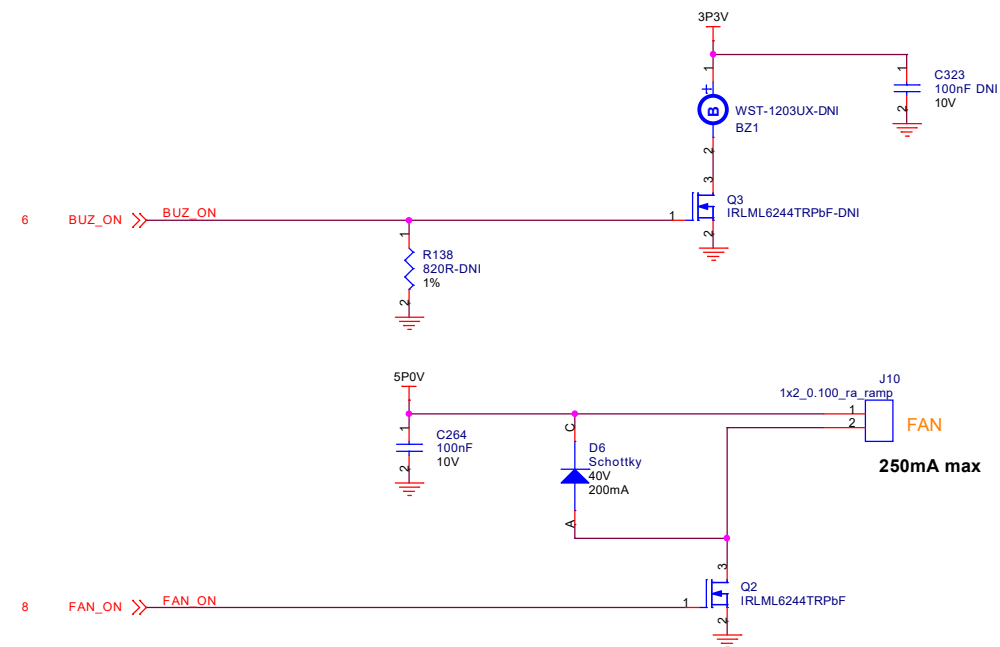 3P3V
1
C323
100nF DNI
10V
2
1
+
B
WST-1203UX-DNI
BZ1
2
3
Q3
IRLML6244TRPbF-DNI
1
2
6 BUZ_ON BUZ_ON
1
R138
820R-DNI
1%
2
5P0V
J10
1x2_0.100_ra_ramp
1
2
FAN
250mA max
1
C264
100nF
10V
2
C
D6
Schottky
40V
200mA
A
3
Q2
IRLML6244TRPbF
1
2
8 FAN_ON FAN_ON